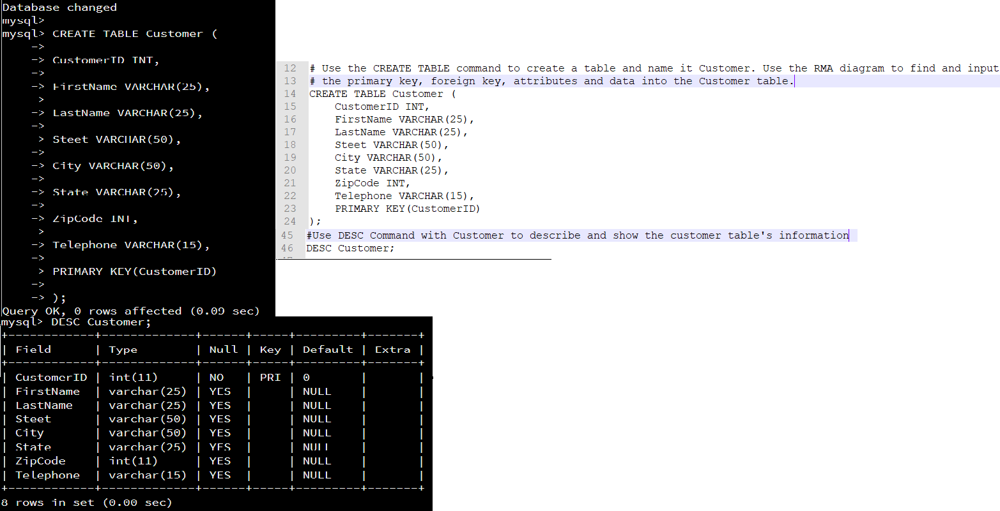 Database changed
mysql>
mysql> CREATE TABLE Customer (
->
-> CustomerID INT,
->
-> FirstName VARCHAR(25),
>
-> LastName VARCHAR(25),
->
> Steet VARCHAR(50),
->
-> City VARCHAR(50),
->
-> State VARCHAR(25),
->
-> ZipCode INT,
>
-> Telephone VARCHAR(15),
->
> PRIMARY KEY(CustomerID)
->
-> );
Query OK, 0 rows affected (0.09 sec)
12 # Use the CREATE TABLE command to create a table and name it Customer. Use the RMA diagram to find and input
13 # the primary key, foreign key, attributes and data into the Customer table.
14 CREATE TABLE Customer (
15 CustomerID INT,
16 FirstName VARCHAR(25),
17 LastName VARCHAR(25),
18 Steet VARCHAR(50),
19 City VARCHAR(50),
20 State VARCHAR(25),
21 ZipCode INT,
22 Telephone VARCHAR(15),
23 PRIMARY KEY(CustomerID)
24 );
45 #Use DESC Command with Customer to describe and show the customer table's information
46 DESC Customer;
mysql> DESC Customer;
+------------+-------------+------+-----+---------+-------+
| Field | Type | Null | Key | Default | Extra |
+------------+-------------+------+-----+---------+-------+
| CustomerID | int(11) | NO | PRI | 0 | |
| FirstName | varchar(25) | YES | | NULL | |
| LastName | varchar(25) | YES | | NULL | |
| Steet | varchar(50) | YES | | NULL | |
| City | varchar(50) | YES | | NULL | |
| State | varchar(25) | YES | | NULL | |
| ZipCode | int(11) | YES | | NULL | |
| Telephone | varchar(15) | YES | | NULL | |
+------------+-------------+------+-----+---------+-------+
8 rows in set (0.00 sec)